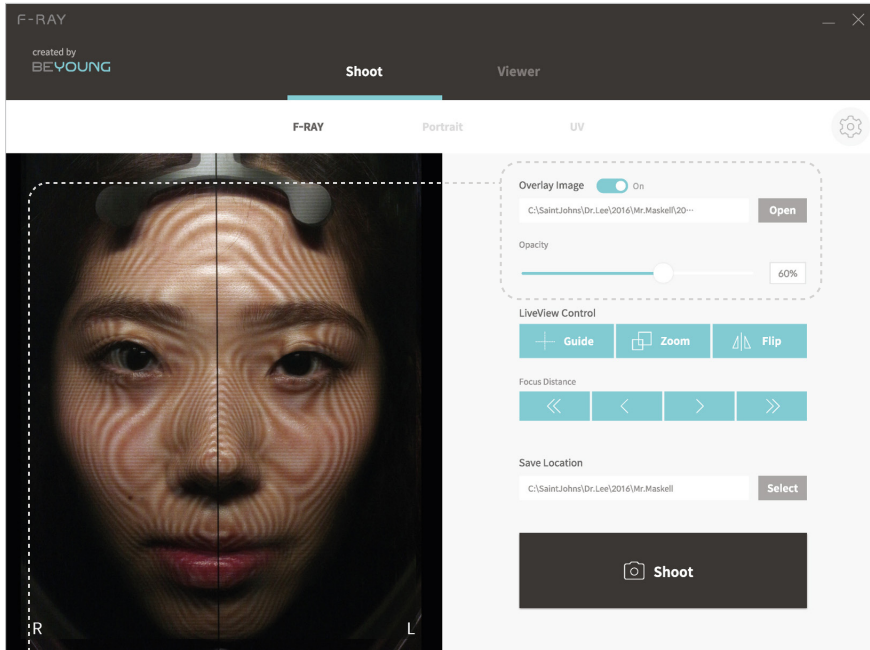 F-RAY
created by
BEYOUNG
Shoot
Viewer
F-RAY
Portrait
UV
Overlay Image
On
C:\SaintJohns\Dr.Lee\2016\Mr.Maskell\20···
Open
Opacity
60%
LiveView Control
Guide
Zoom
Flip
Focus Distance
Save Location
C:\SaintJohns\Dr.Lee\2016\Mr.Maskell
Select
Shoot
R
L